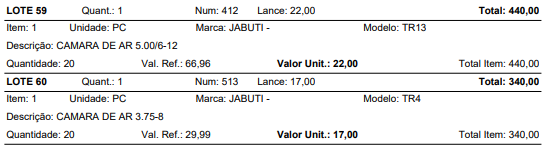 LOTE 59 Quant.: 1 Num: 412 Lance: 22,00 Total: 440,00
Item: 1 Unidade: PC Marca: JABUTI - Modelo: TR13
Descrição: CAMARA DE AR 5.00/6-12
Quantidade: 20 Val. Ref.: 66,96 Valor Unit.: 22,00 Total Item: 440,00
LOTE 60 Quant.: 1 Num: 513 Lance: 17,00 Total: 340,00
Item: 1 Unidade: PC Marca: JABUTI - Modelo: TR4
Descrição: CAMARA DE AR 3.75-8
Quantidade: 20 Val. Ref.: 29,99 Valor Unit.: 17,00 Total Item: 340,00